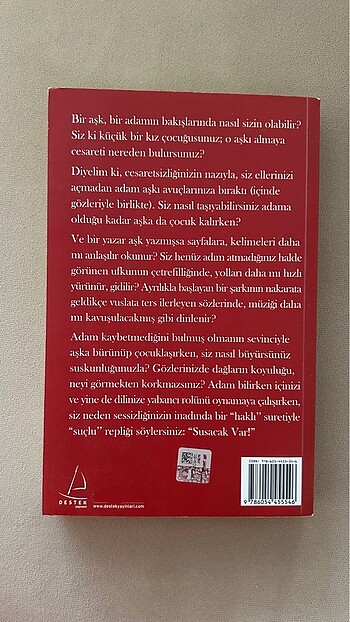 Bir aşk, bir adamın bakışlarında nasıl sizin olabilir?
Siz ki küçük bir kız çocuğusunuz; o aşkı almaya
cesareti nereden bulursunuz?
Diyelim ki, cesaretsizliğinizin nazıyla, siz ellerinizi
açmadan adam aşkı avuçlarınıza bıraktı (içinde
gözleriyle birlikte). Siz nasıl taşıyabilirsiniz adama
olduğu kadar aşka da çocuk kalırken?
Ve bir yazar aşk yazmışsa sayfalara, kelimeleri daha
mı anlaşılır okunur? Siz henüz adım atmadığınız halde
görünen ufkunun çetrefilliğinde, yolları daha mı hızlı
yürünür, gidilir? Ayrılıkla başlayan bir şarkının nakarata
geldikçe vuslata ters ilerleyen sözlerinde, müziği daha
mı kavuşulacakmış gibi dinlenir?
Adam kaybetmediğini bulmuş olmanın sevinciyle
aşka bürünüp çocuklaşırken, siz nasıl büyürsünüz
suskunluğunuzla? Gözlerinizde dağların koyuluğu,
neyi görmekten korkmazsınız? Adam bilirken içinizi
ve yine de dilinize yabancı rolünü oynamaya çalışırken,
siz neden sessizliğinizin inadında bir “haklı” suretiyle
“suçlu” repliği söylersiniz: “Susacak Var!”
DESTEK
www.destekyayinlari.com
9 786054 455546